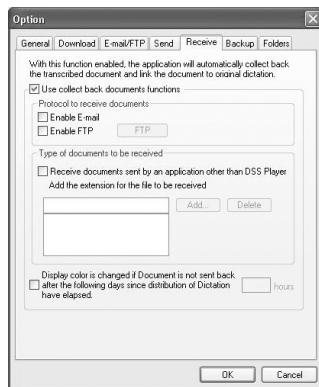 Option
General Download E-mail/FTP Send Receive Backup Folders
With this function enabled, the application will automatically collect back
the transcribed document and link the document to original dictation.
Use collect back documents functions
Protocol to receive documents
Enable E-mail
Enable FTP FTP
Type of documents to be received
Receive documents sent by an application other than DSS Player
Add the extension for the file to be received
Add... Delete
Display color is changed if Document is not sent back
after the following days since distribution of Dictation
have elapsed.
hours
OK Cancel